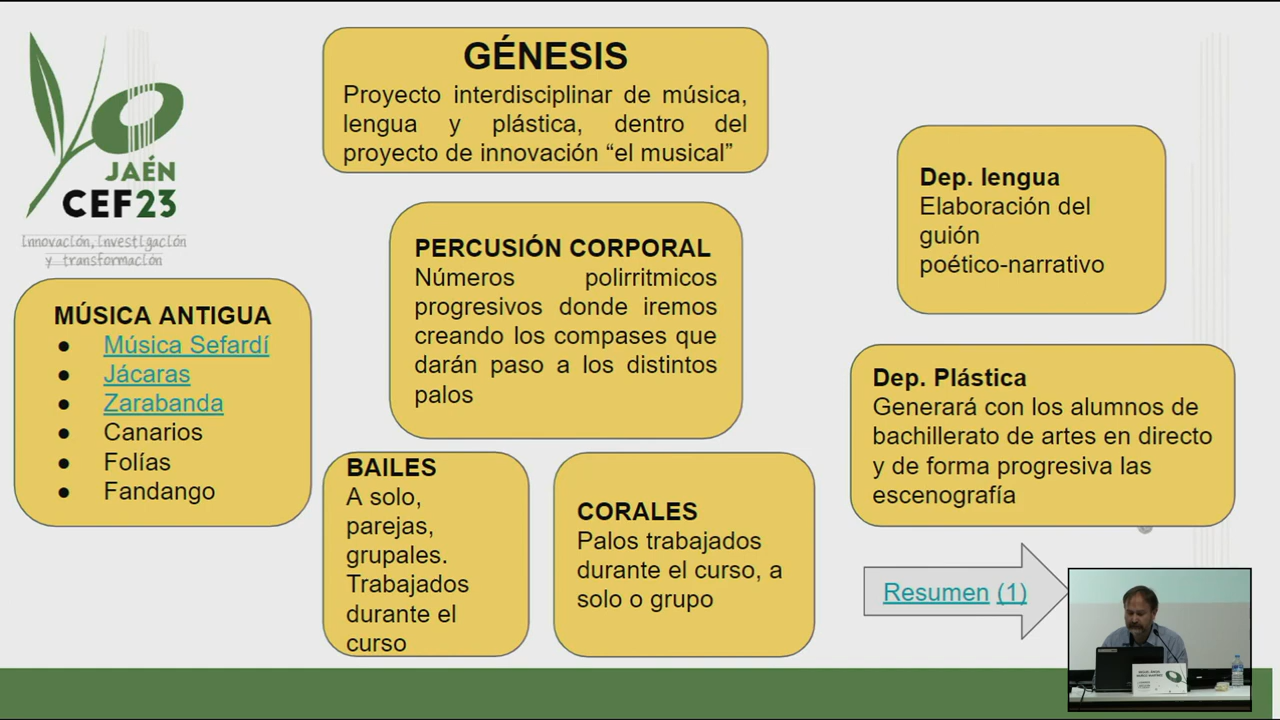 JAÉN
CEF23
Innovación, investigación
y transformación
GÉNESIS
Proyecto interdisciplinar de música,
lengua y plástica, dentro del
proyecto de innovación “el musical”
MÚSICA ANTIGUA
● Música Sefardí
● Jácaras
● Zarabanda
● Canarios
● Folías
● Fandango
PERCUSIÓN CORPORAL
Números polirritmicos
progresivos donde iremos
creando los compases que
darán paso a los distintos
palos
BAILES
A solo,
parejas,
grupales.
Trabajados
durante el
curso
CORALES
Palos trabajados
durante el curso, a
solo o grupo
Dep. lengua
Elaboración del
guión
poético-narrativo
Dep. Plástica
Generará con los alumnos de
bachillerato de artes en directo
y de forma progresiva las
escenografía
Resumen (1)